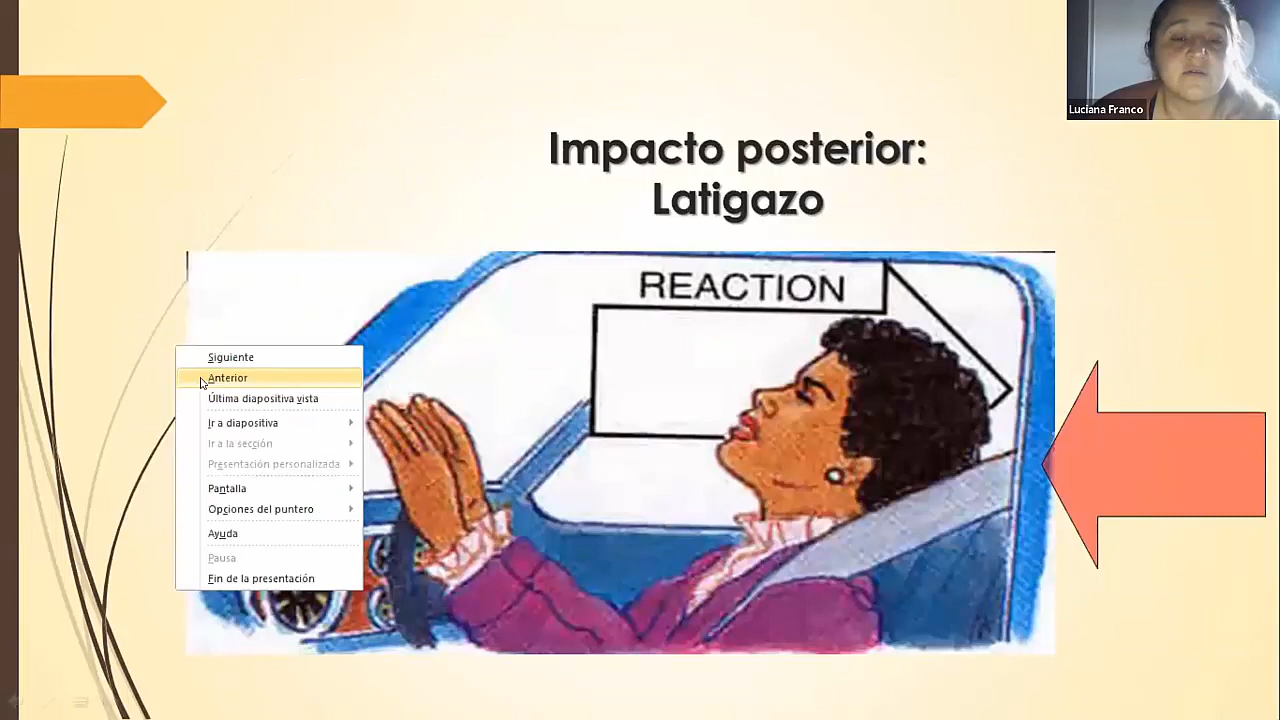 Luciana Franco
Impacto posterior:
Latigazo
REACTION
Siguiente
Anterior
Última diapositiva vista
Ir a diapositiva
Ir a la sección
Presentación personalizada
Pantalla
Opciones del puntero
Ayuda
Pausa
Fin de la presentación